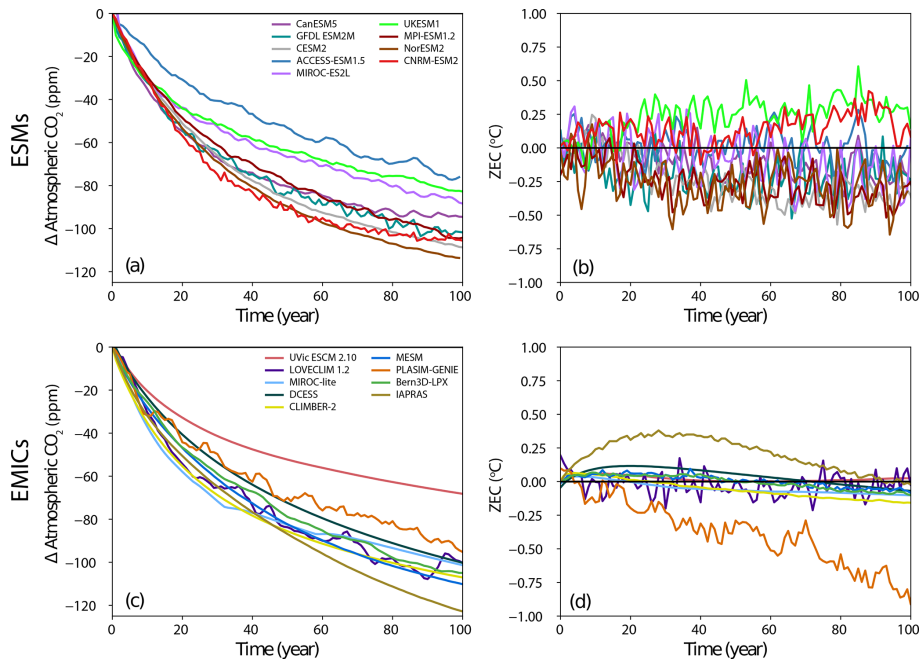 ESMs
Δ Atmospheric CO₂ (ppm)
0
−20
−40
−60
−80
−100
−120
CanESM5
GFDL ESM2M
CESM2
ACCESS-ESM1.5
MIROC-ES2L
UKESM1
MPI-ESM1.2
NorESM2
CNRM-ESM2
(a)
0 20 40 60 80 100
Time (year)
ZEC (°C)
1.00
0.75
0.50
0.25
0.00
−0.25
−0.50
−0.75
−1.00
(b)
0 20 40 60 80 100
Time (year)
EMICs
Δ Atmospheric CO₂ (ppm)
0
−20
−40
−60
−80
−100
−120
UVic ESCM 2.10
LOVECLIM 1.2
MIROC-lite
DCESS
CLIMBER-2
MESM
PLASIM-GENIE
Bern3D-LPX
IAPRAS
(c)
0 20 40 60 80 100
Time (year)
ZEC (°C)
1.00
0.75
0.50
0.25
0.00
−0.25
−0.50
−0.75
−1.00
(d)
0 20 40 60 80 100
Time (year)